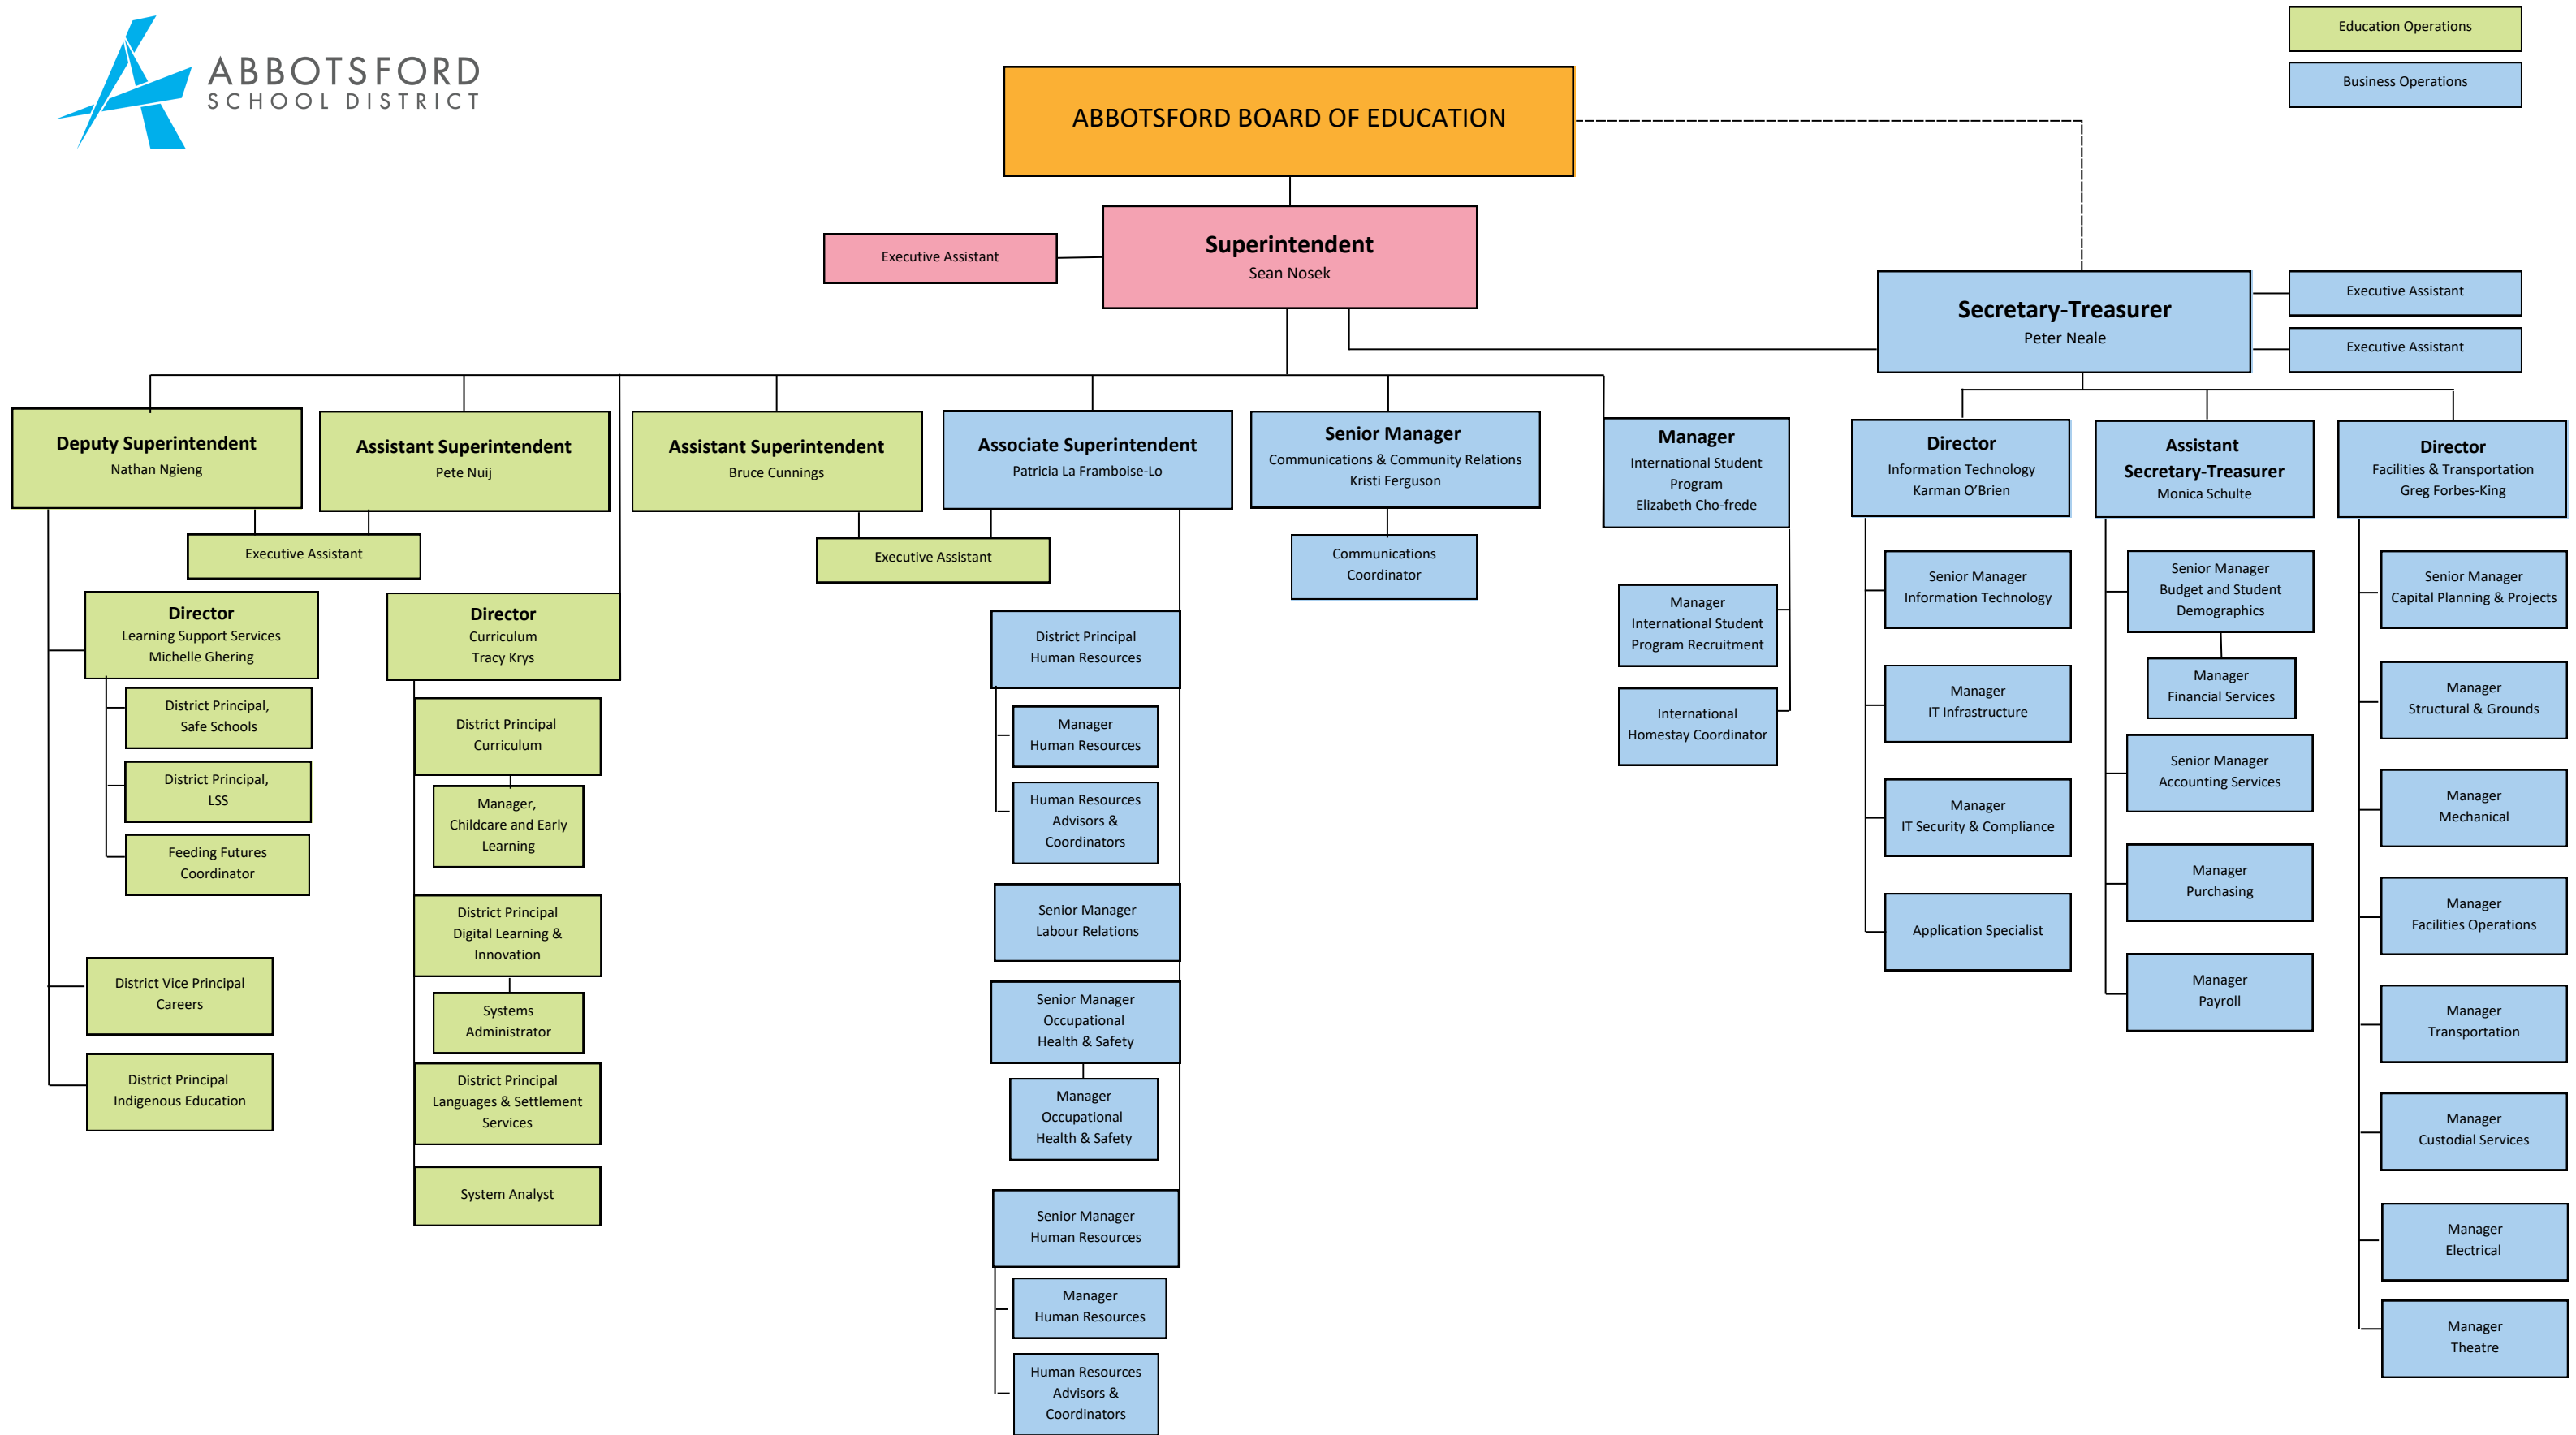 ABBOTSFORD
SCHOOL DISTRICT
Education Operations
Business Operations
ABBOTSFORD BOARD OF EDUCATION
Superintendent
Sean Nosek
Executive Assistant
Secretary-Treasurer
Peter Neale
Executive Assistant
Executive Assistant
Deputy Superintendent
Nathan Ngieng
Assistant Superintendent
Pete Nuij
Executive Assistant
Assistant Superintendent
Bruce Cunnings
Associate Superintendent
Patricia La Framboise-Lo
Executive Assistant
Senior Manager
Communications & Community Relations
Kristi Ferguson
Communications
Coordinator
Manager
International Student
Program
Elizabeth Cho-frede
Manager
International Student
Program Recruitment
International
Homestay Coordinator
Director
Learning Support Services
Michelle Ghering
District Principal,
Safe Schools
District Principal,
LSS
Feeding Futures
Coordinator
District Vice Principal
Careers
District Principal
Indigenous Education
Director
Curriculum
Tracy Krys
District Principal
Curriculum
Manager,
Childcare and Early
Learning
District Principal
Digital Learning &
Innovation
Systems
Administrator
District Principal
Languages & Settlement
Services
System Analyst
District Principal
Human Resources
Manager
Human Resources
Human Resources
Advisors &
Coordinators
Senior Manager
Labour Relations
Senior Manager
Occupational
Health & Safety
Manager
Occupational
Health & Safety
Senior Manager
Human Resources
Manager
Human Resources
Human Resources
Advisors &
Coordinators
Director
Information Technology
Karman O’Brien
Senior Manager
Information Technology
Manager
IT Infrastructure
Manager
IT Security & Compliance
Application Specialist
Assistant
Secretary-Treasurer
Monica Schulte
Senior Manager
Budget and Student
Demographics
Manager
Financial Services
Senior Manager
Accounting Services
Manager
Purchasing
Manager
Payroll
Director
Facilities & Transportation
Greg Forbes-King
Senior Manager
Capital Planning & Projects
Manager
Structural & Grounds
Manager
Mechanical
Manager
Facilities Operations
Manager
Transportation
Manager
Custodial Services
Manager
Electrical
Manager
Theatre